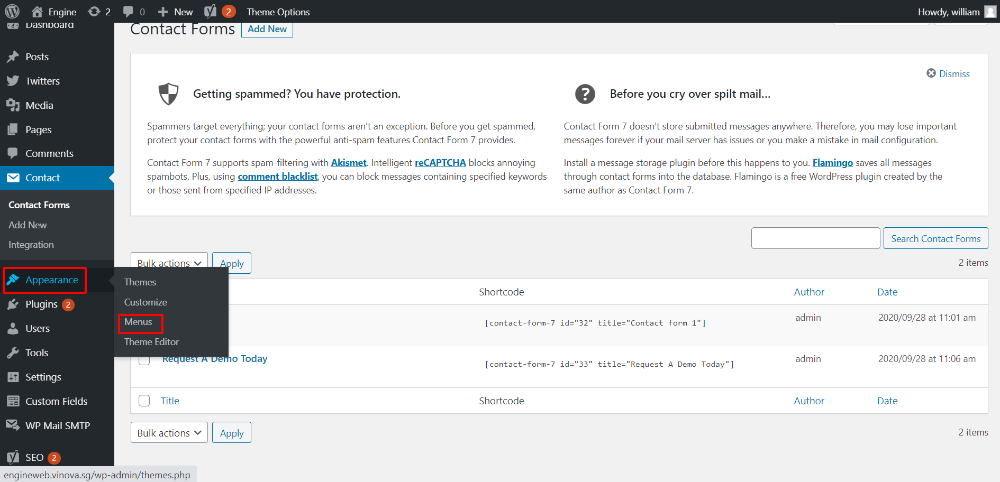 Engine 2 0 New 2 Theme Options Howdy, william
Dashboard
Posts
Twitters
Media
Pages
Comments
Contact
Contact Forms
Add New
Integration
Appearance
Plugins 2
Users
Tools
Settings
Custom Fields
WP Mail SMTP
SEO 2
Themes
Customize
Menus
Theme Editor
Contact Forms Add New
Dismiss
Getting spammed? You have protection.
Spammers target everything; your contact forms aren’t an exception. Before you get spammed,
protect your contact forms with the powerful anti-spam features Contact Form 7 provides.
Contact Form 7 supports spam-filtering with Akismet. Intelligent reCAPTCHA blocks annoying
spambots. Plus, using comment blacklist, you can block messages containing specified keywords
or those sent from specified IP addresses.
Before you cry over spilt mail…
Contact Form 7 doesn’t store submitted messages anywhere. Therefore, you may lose important
messages forever if your mail server has issues or you make a mistake in mail configuration.
Install a message storage plugin before this happens to you. Flamingo saves all messages
through contact forms into the database. Flamingo is a free WordPress plugin created by the
same author as Contact Form 7.
Search Contact Forms
Bulk actions Apply 2 items
Shortcode Author Date
[contact-form-7 id="32" title="Contact form 1"] admin 2020/09/28 at 11:01 am
Request A Demo Today [contact-form-7 id="33" title="Request A Demo Today"] admin 2020/09/28 at 11:06 am
Title Shortcode Author Date
Bulk actions Apply 2 items
engineweb.vinova.sg/wp-admin/themes.php